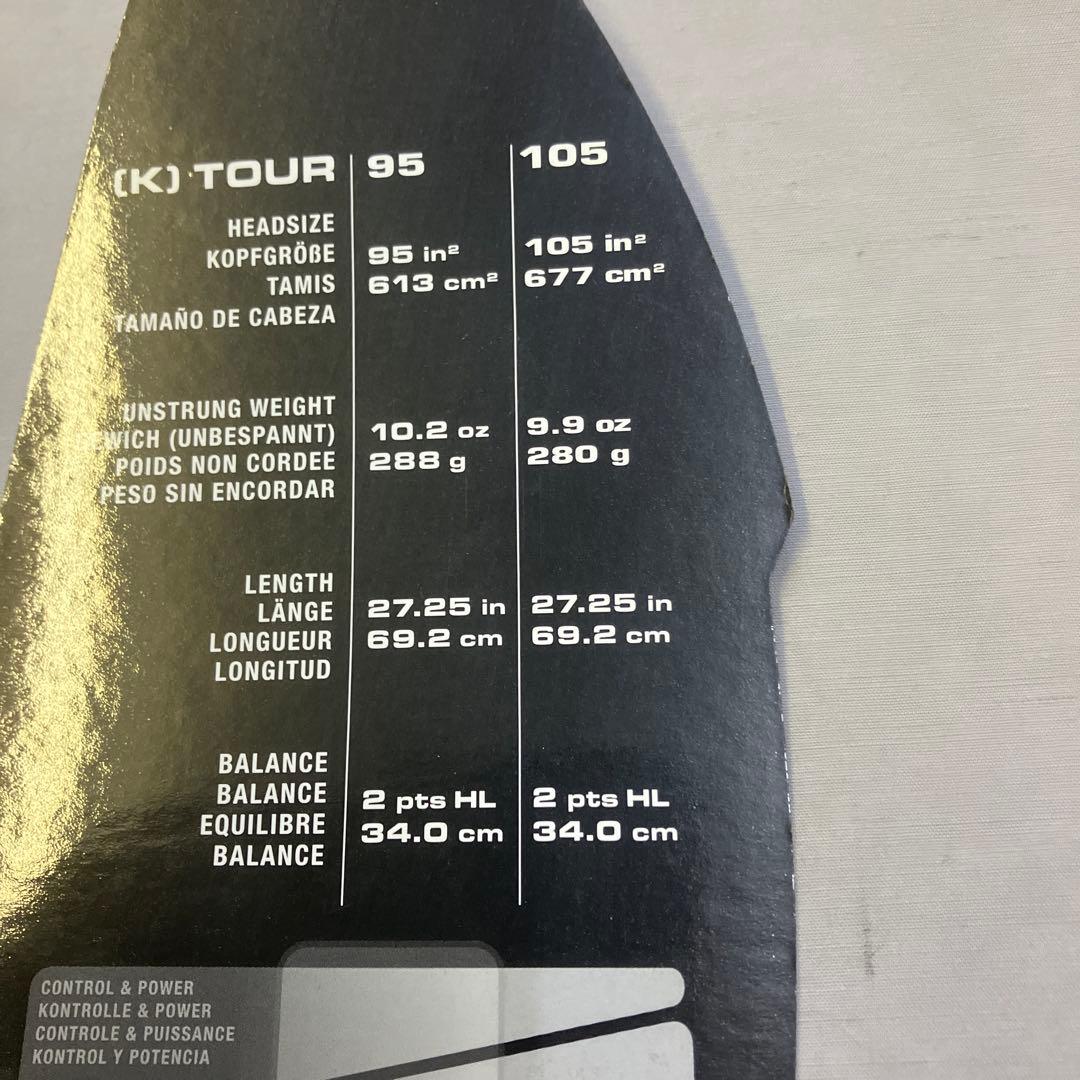 [K] TOUR 95 105
HEADSIZE
KOPFGRÖßE 95 in² 105 in²
TAMIS 613 cm² 677 cm²
TAMAÑO DE CABEZA
UNSTRUNG WEIGHT
(UNBESPANNT) 10.2 oz 9.9 oz
POIDS NON CORDEE 288 g 280 g
PESO SIN ENCORDAR
LENGTH
LÄNGE 27.25 in 27.25 in
LONGUEUR 69.2 cm 69.2 cm
LONGITUD
BALANCE
BALANCE 2 pts HL 2 pts HL
EQUILIBRE 34.0 cm 34.0 cm
BALANCE
CONTROL & POWER
KONTROLLE & POWER
CONTROLE & PUISSANCE
KONTROL Y POTENCIA